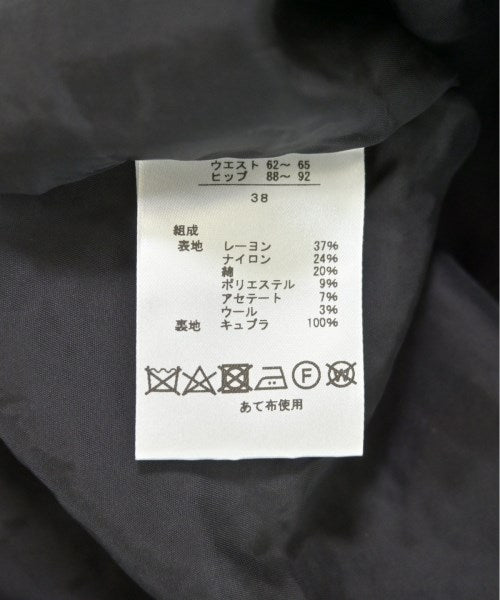 ウエスト 62～ 65
ヒップ 88～ 92
38
組成
表地 レーヨン 37%
ナイロン 24%
綿 20%
ポリエステル 9%
アセテート 7%
ウール 3%
裏地 キュプラ 100%
F W
あて布使用